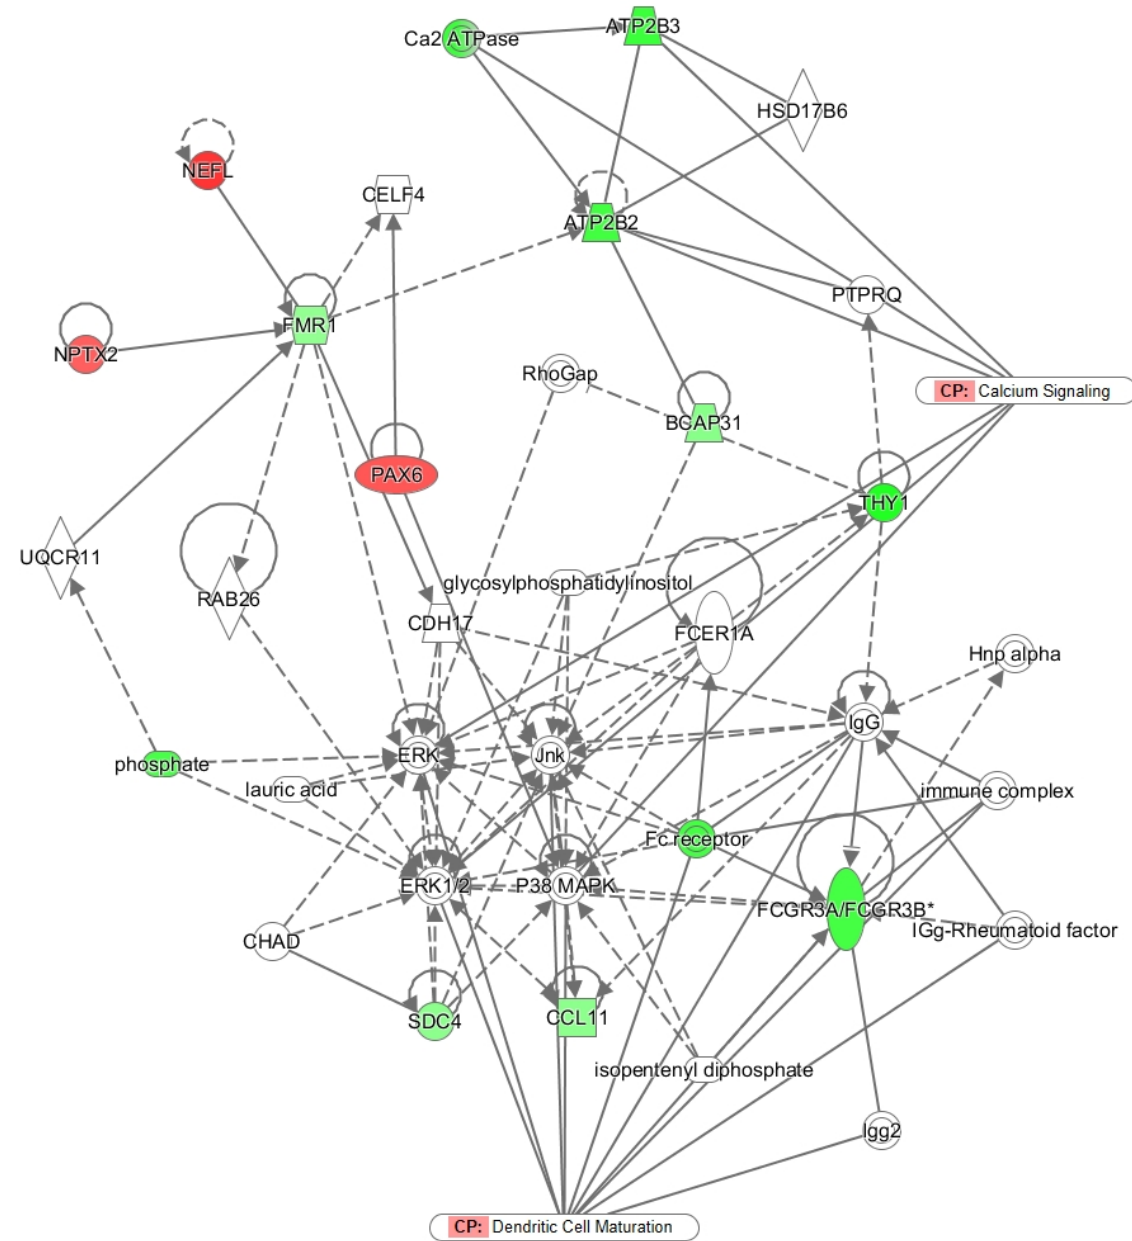 ATP2B3
Ca2 ATPase
HSD17B6
NEFL
CELF4
ATP2B2
PTPRQ
FMR1
NPTX2
RhoGap
CP: Calcium Signaling
BCAP31
PAX6
THY1
UQCR11
glycosylphosphatidylinositol
RAB26
CDH17
FCER1A
Hnp alpha
IgG
ERK
Jnk
phosphate
lauric acid
immune complex
Fc receptor
ERK1/2
P38 MAPK
FCGR3A/FCGR3B*
IGg-Rheumatoid factor
CHAD
SDC4
CCL11
isopentenyl diphosphate
Igg2
CP: Dendritic Cell Maturation